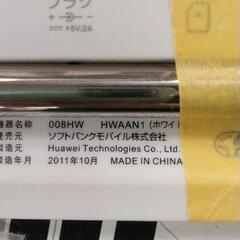 プラグ
+5V:2A
機器名称 008HW HWAAN1 (ホワイト
発売元 ソフトバンクモバイル株式会社
製造元 Huawei Technologies Co., Ltd.
製造年月 2011年10月 MADE IN CHINA